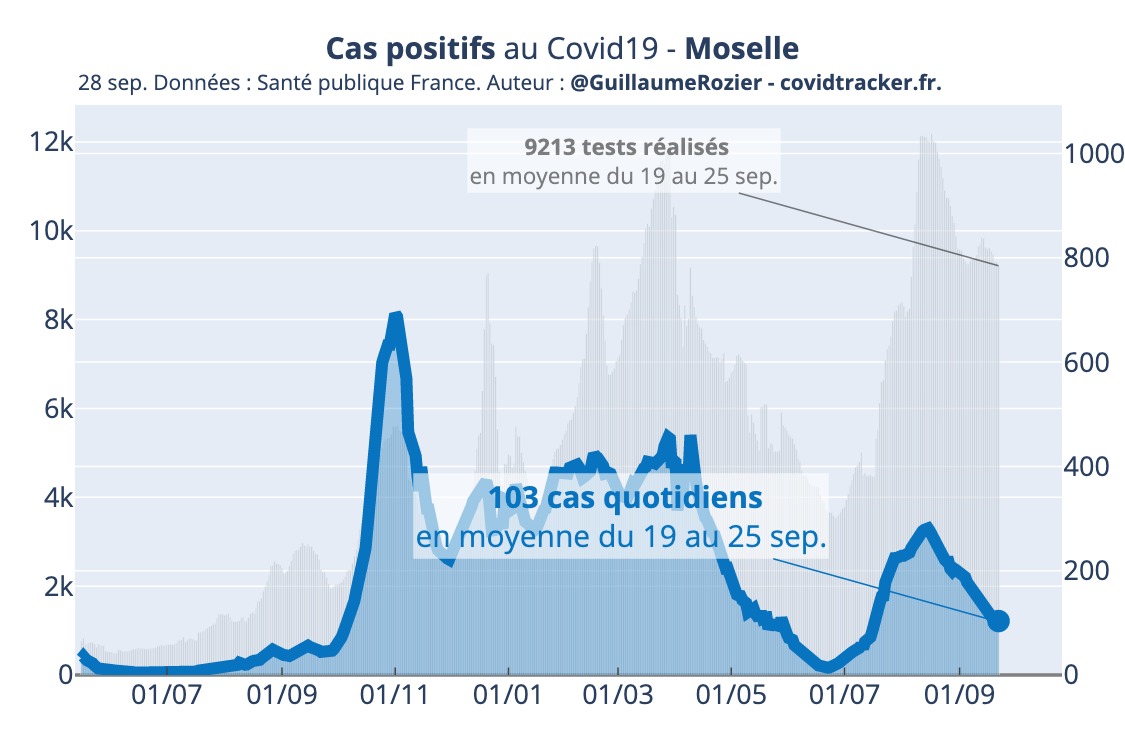 Cas positifs au Covid19 - Moselle
28 sep. Données : Santé publique France. Auteur : @GuillaumeRozier - covidtracker.fr.
12k
10k
8k
6k
4k
2k
0
1000
800
600
400
200
0
9213 tests réalisés
en moyenne du 19 au 25 sep.
103 cas quotidiens
en moyenne du 19 au 25 sep.
01/07 01/09 01/11 01/01 01/03 01/05 01/07 01/09